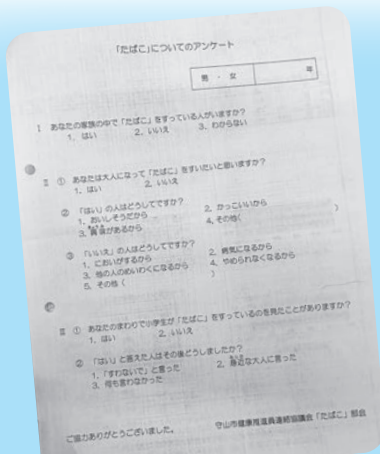 「たばこ」についてのアンケート
男 ・ 女 年
Ⅰ あなたの家族の中で「たばこ」をすっている人がいますか？
1. はい 2. いいえ 3. わからない
Ⅱ ① あなたは大人になって「たばこ」をすいたいと思いますか？
1. はい 2. いいえ
② 「はい」の人はどうしてですか？
1. おいしそうだから 2. かっこいいから
3. 興味があるから 4. その他( )
③ 「いいえ」の人はどうしてですか？
1. においがするから 2. 病気になるから
3. 他の人のめいわくになるから 4. やめられなくなるから
5. その他( )
Ⅲ ① あなたのまわりで小学生が「たばこ」をすっているのを見たことがありますか？
1. はい 2. いいえ
② 「はい」と答えた人はその後どうしましたか？
1. 「すわないで」と言った 2. 身近な大人に言った
3. 何も言わなかった
ご協力ありがとうございました。 守山市健康推進員連絡協議会「たばこ」部会